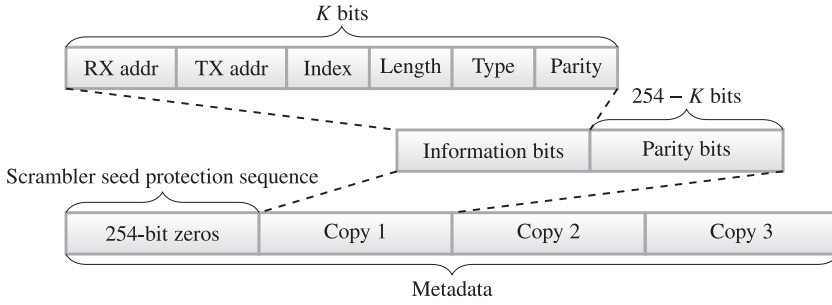 K bits
RX addr TX addr Index Length Type Parity
254 – K bits
Information bits Parity bits
Scrambler seed protection sequence
254-bit zeros Copy 1 Copy 2 Copy 3
Metadata